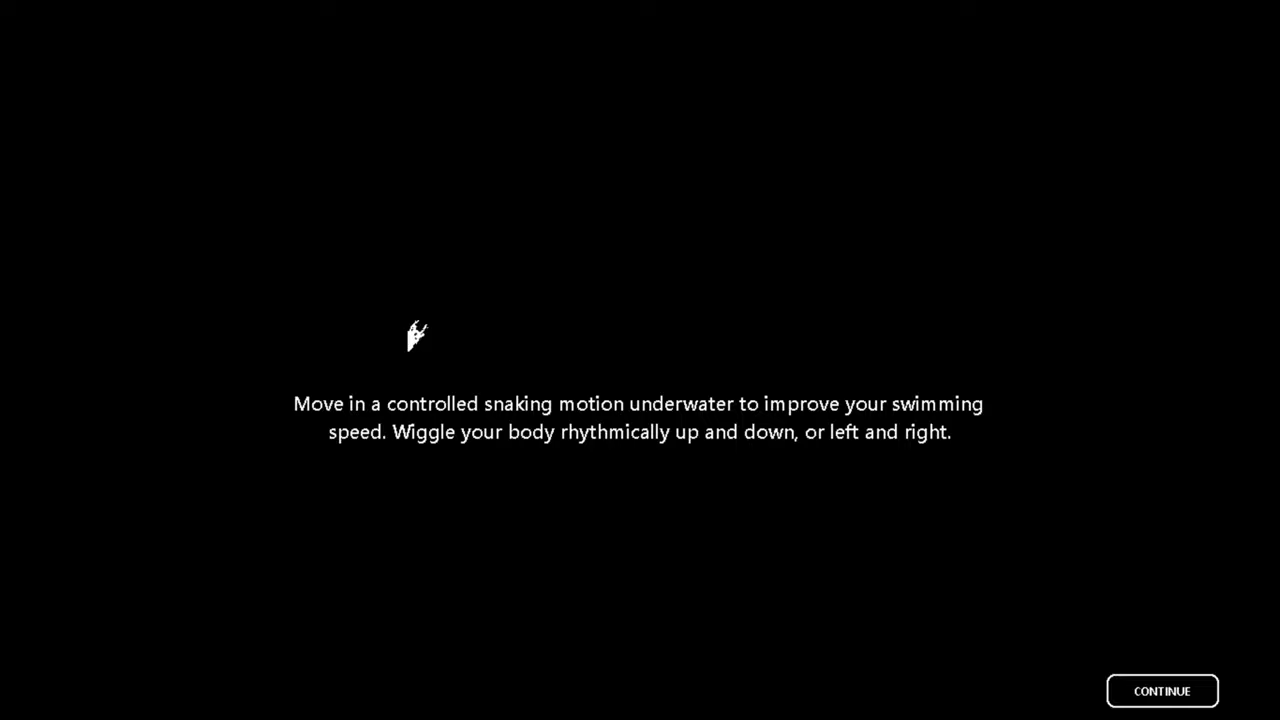 Move in a controlled snaking motion underwater to improve your swimming
speed. Wiggle your body rhythmically up and down, or left and right.
CONTINUE